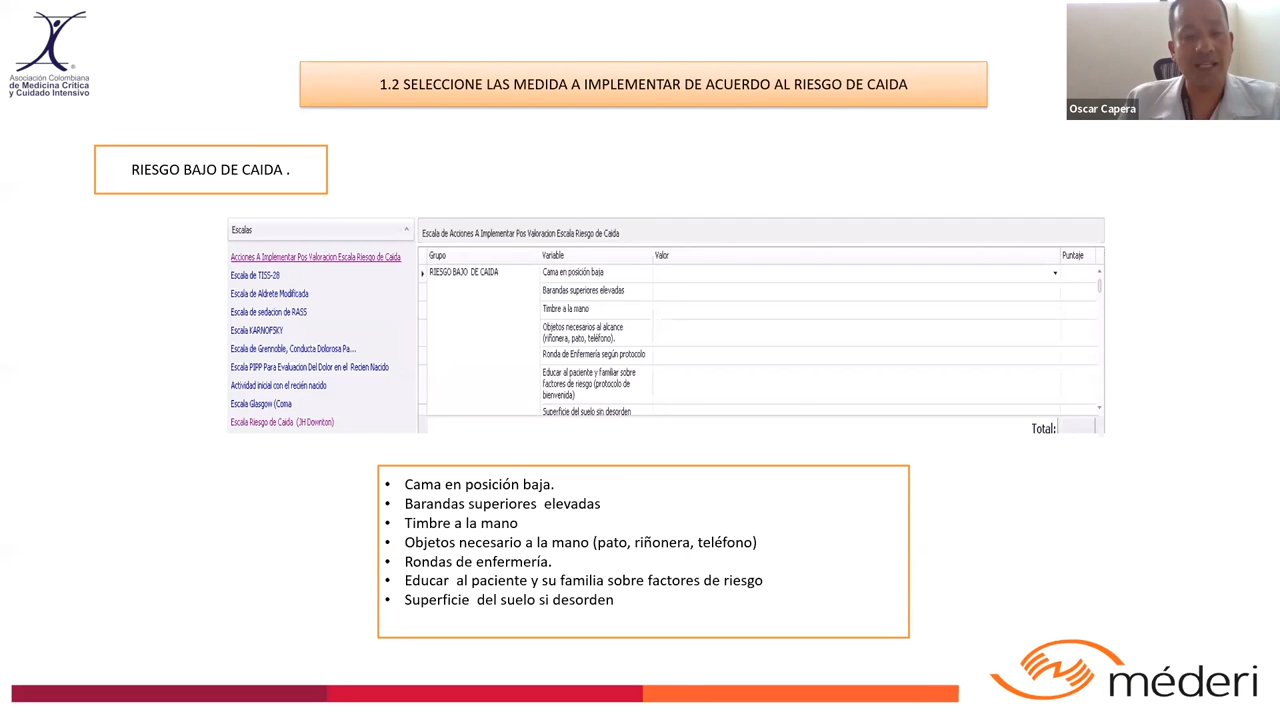 Asociación Colombiana
de Medicina Crítica
y Cuidado Intensivo
1.2 SELECCIONE LAS MEDIDA A IMPLEMENTAR DE ACUERDO AL RIESGO DE CAIDA
Oscar Capera
RIESGO BAJO DE CAIDA .
Escalas
Acciones A Implementar Pos Valoracion Escala Riesgo de Caida
Escala de TISS-28
Escala de Aldrete Modificada
Escala de sedacion de RASS
Escala KARNOFSKY
Escala de Grennoble, Conducta Dolorosa Pa...
Escala PIPP Para Evaluacion Del Dolor en el Recien Nacido
Actividad inicial con el recién nacido
Escala Glasgow (Coma
Escala Riesgo de Caida (JH Downton)
Escala de Acciones A Implementar Pos Valoracion Escala Riesgo de Caida
Grupo Variable Valor Puntaje
RIESGO BAJO DE CAIDA Cama en posición baja
Barandas superiores elevadas
Timbre a la mano
Objetos necesarios al alcance
(riñonera, pato, teléfono).
Ronda de Enfermería según protocolo
Educar al paciente y familiar sobre
factores de riesgo (protocolo de
bienvenida)
Superficie del suelo sin desorden
Total:
• Cama en posición baja.
• Barandas superiores elevadas
• Timbre a la mano
• Objetos necesario a la mano (pato, riñonera, teléfono)
• Rondas de enfermería.
• Educar al paciente y su familia sobre factores de riesgo
• Superficie del suelo si desorden
méderi